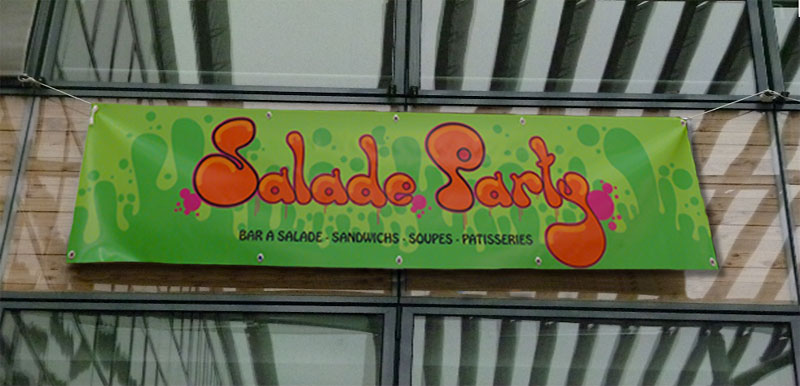 Salade Party
BAR A SALADE - SANDWICHS - SOUPES - PATISSERIES